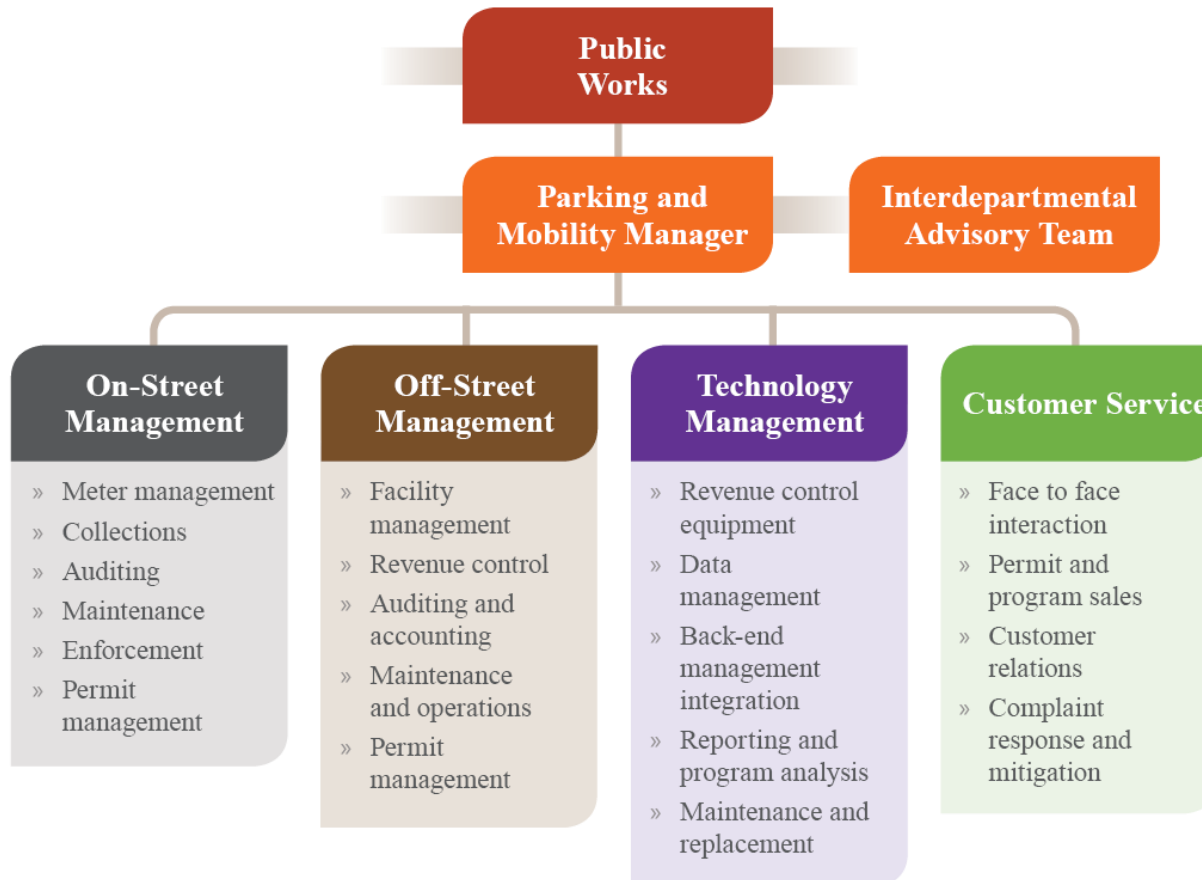 Public
Works
Parking and
Mobility Manager
Interdepartmental
Advisory Team
On-Street
Management
» Meter management
» Collections
» Auditing
» Maintenance
» Enforcement
» Permit
management
Off-Street
Management
» Facility
management
» Revenue control
» Auditing and
accounting
» Maintenance
and operations
» Permit
management
Technology
Management
» Revenue control
equipment
» Data
management
» Back-end
management
integration
» Reporting and
program analysis
» Maintenance and
replacement
Customer Service
» Face to face
interaction
» Permit and
program sales
» Customer
relations
» Complaint
response and
mitigation